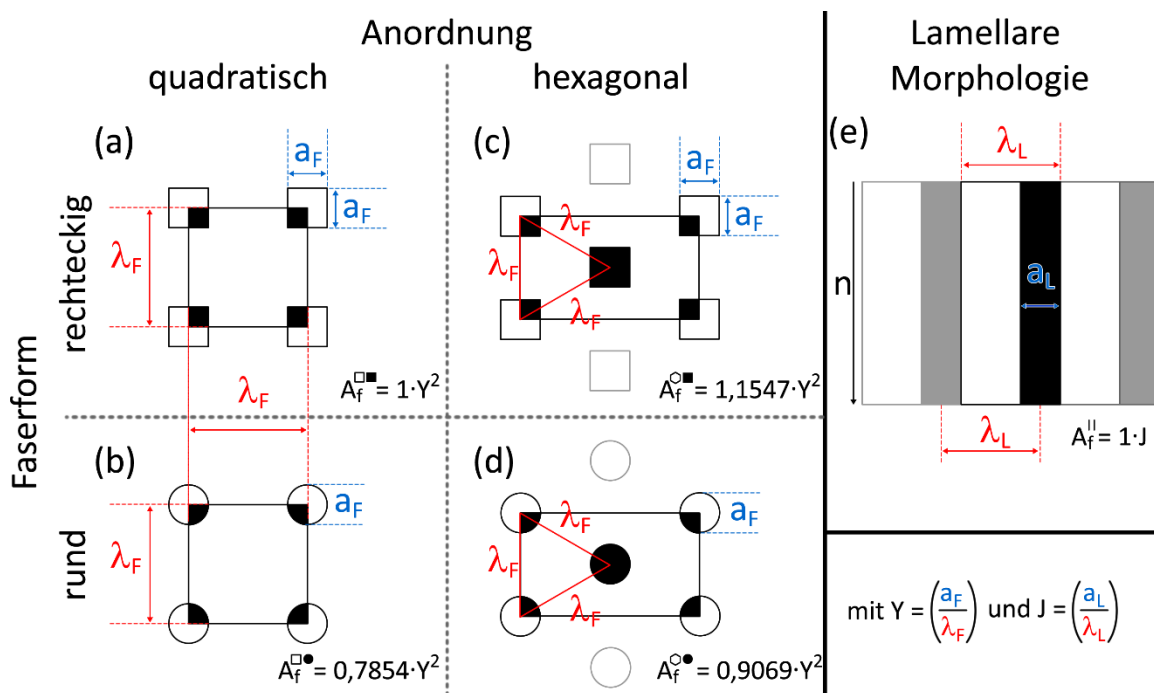 Anordnung
quadratisch
hexagonal
Lamellare
Morphologie
Faserform
rechteckig
rund
(a)
a_F
a_F
λ_F
λ_F
A_f^□■ = 1·Y²
(c)
a_F
a_F
λ_F
λ_F
λ_F
A_f^⬡■ = 1,1547·Y²
(e)
λ_L
n
a_L
λ_L
A_f^|| = 1·J
(b)
a_F
λ_F
A_f^□● = 0,7854·Y²
(d)
a_F
λ_F
λ_F
λ_F
A_f^⬡● = 0,9069·Y²
mit Y = (a_F/λ_F) und J = (a_L/λ_L)